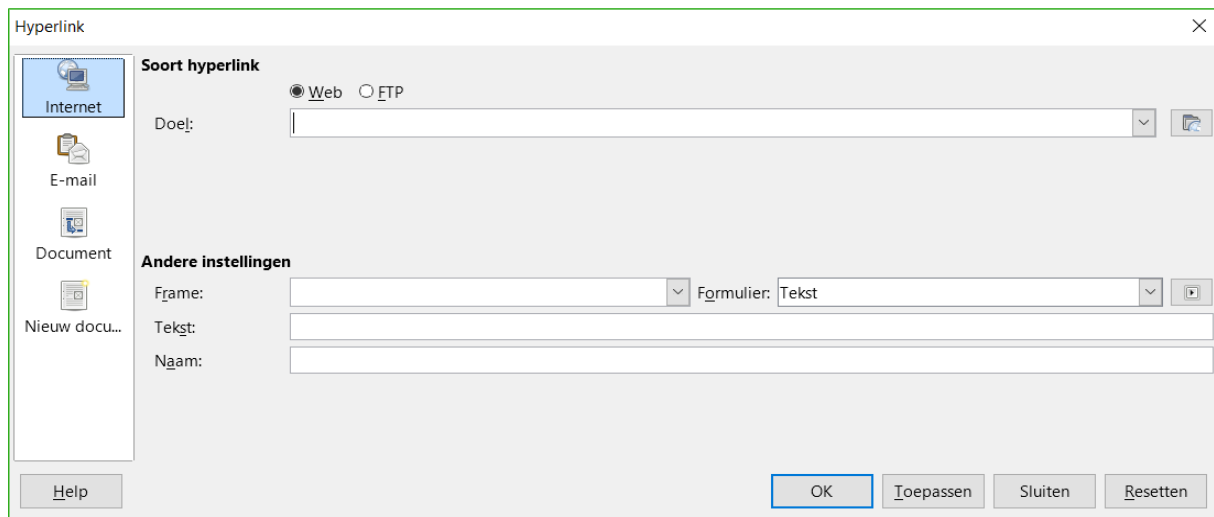 Hyperlink
Internet
E-mail
Document
Nieuw docu...
Soort hyperlink
Web FTP
Doel:
Andere instellingen
Frame: Formulier: Tekst
Tekst:
Naam:
Help OK Toepassen Sluiten Resetten